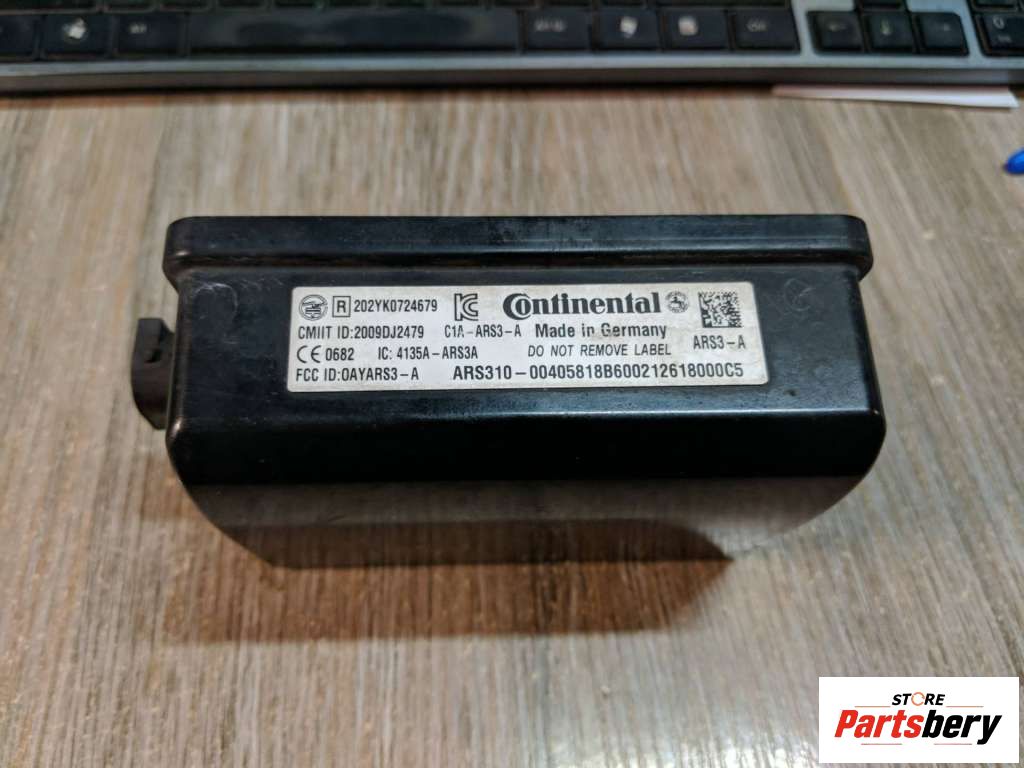 R 202YK0724679 Continental
CMIIT ID:2009DJ2479 C1A-ARS3-A Made in Germany
CE 0682 IC: 4135A-ARS3A DO NOT REMOVE LABEL ARS3-A
FCC ID:OAYARS3-A ARS310-00405818B600212618000C5
STORE
Partsbery